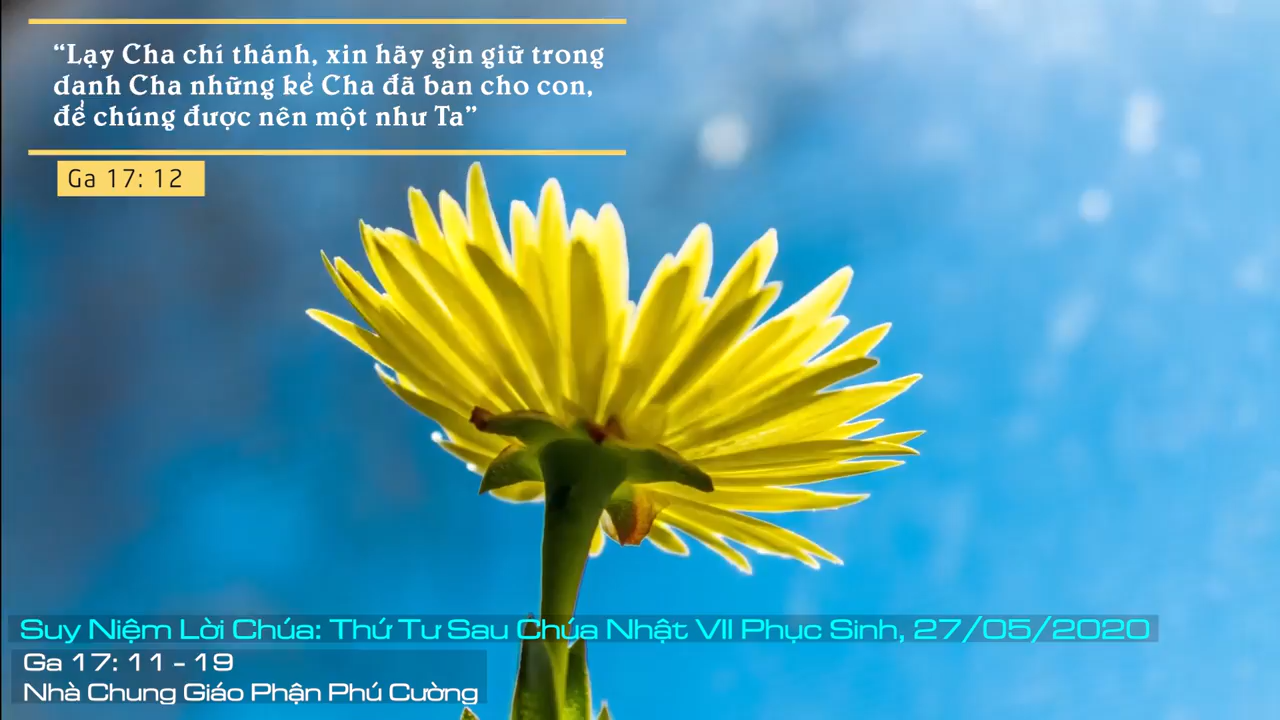 “Lạy Cha chí thánh, xin hãy gìn giữ trong
danh Cha những kẻ Cha đã ban cho con,
để chúng được nên một như Ta”
Ga 17: 12
Suy Niệm Lời Chúa: Thứ Tư Sau Chúa Nhật VII Phục Sinh, 27/05/2020
Ga 17: 11 - 19
Nhà Chung Giáo Phận Phú Cường